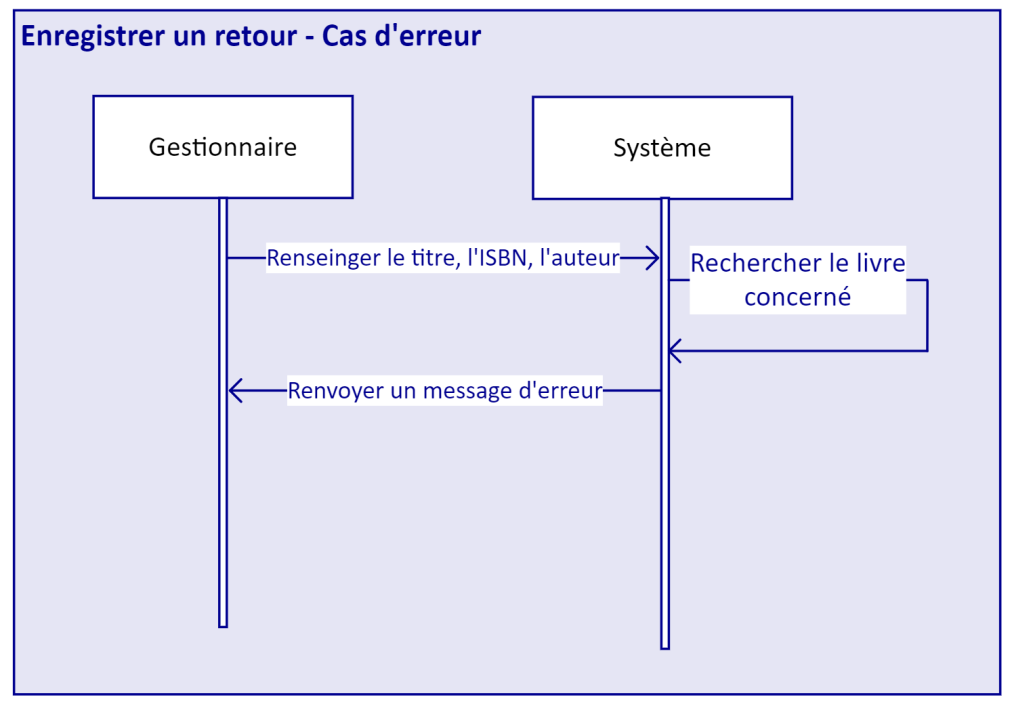 Enregistrer un retour - Cas d'erreur
Gestionnaire
Système
Renseinger le titre, l'ISBN, l'auteur
Rechercher le livre
concerné
Renvoyer un message d'erreur